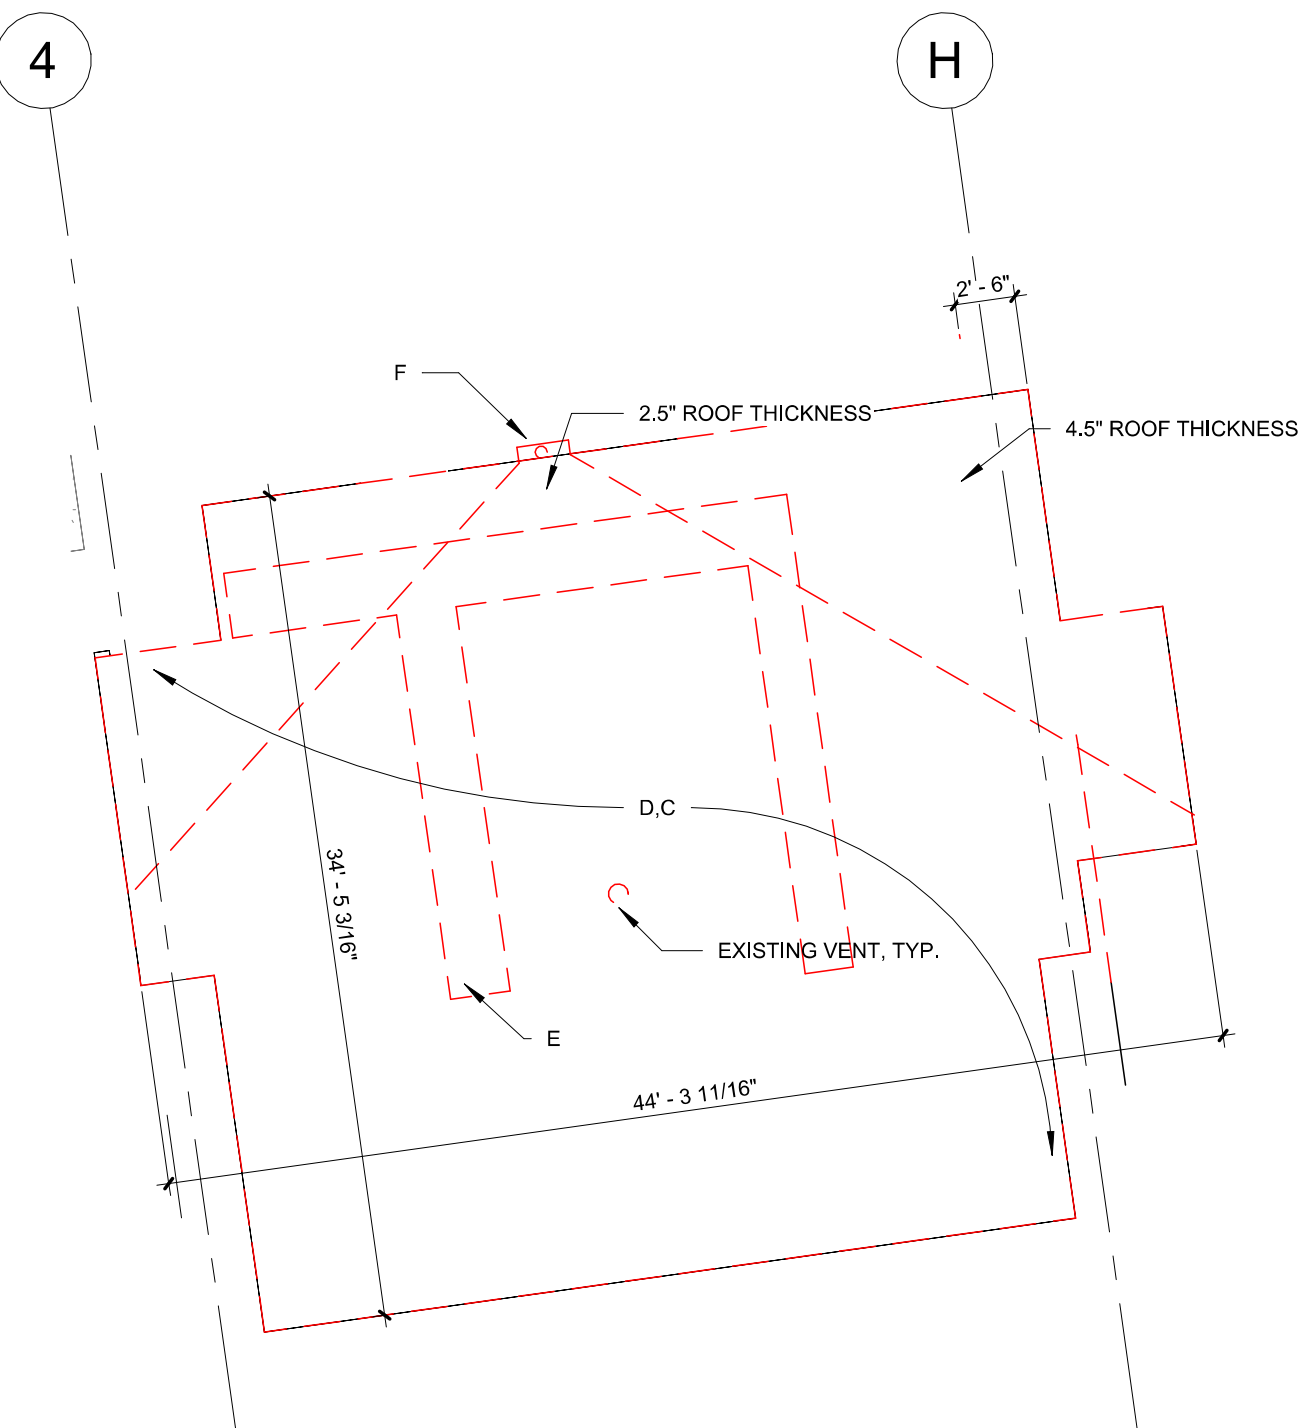 4
H
2' - 6"
F
2.5" ROOF THICKNESS
4.5" ROOF THICKNESS
D,C
34' - 5 3/16"
EXISTING VENT, TYP.
E
44' - 3 11/16"